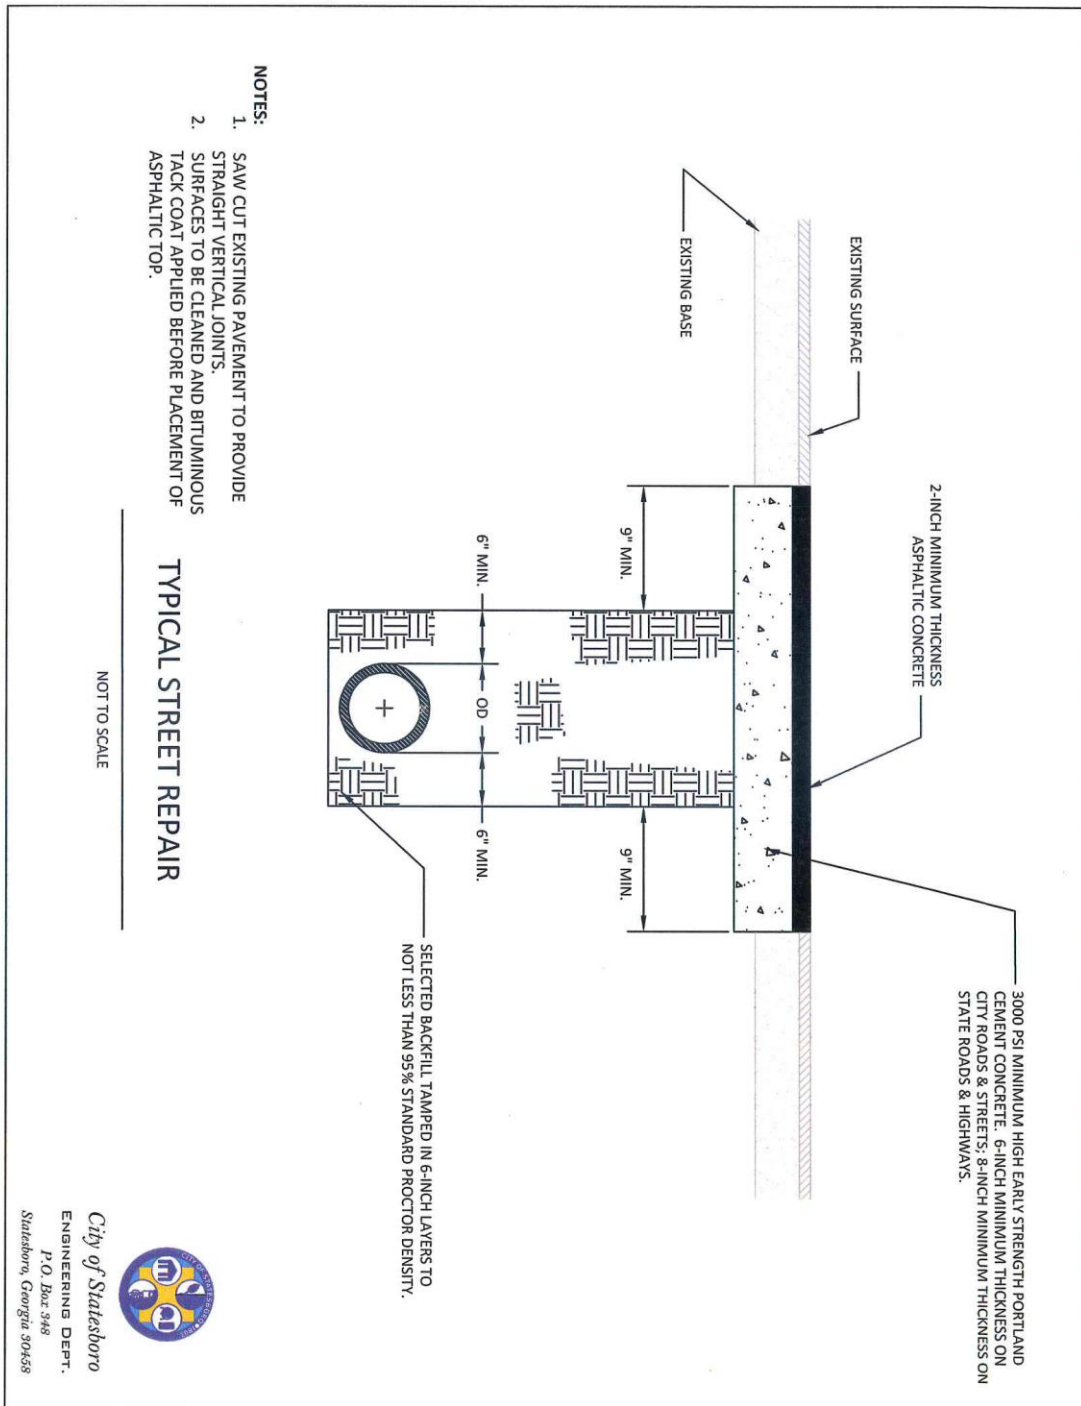 3000 PSI MINIMUM HIGH EARLY STRENGTH PORTLAND
CEMENT CONCRETE. 6-INCH MINIMUM THICKNESS ON
CITY ROADS & STREETS; 8-INCH MINIMUM THICKNESS ON
STATE ROADS & HIGHWAYS.
2-INCH MINIMUM THICKNESS
ASPHALTIC CONCRETE
EXISTING SURFACE
EXISTING BASE
9" MIN.
9" MIN.
6" MIN.
OD
6" MIN.
SELECTED BACKFILL TAMPED IN 6-INCH LAYERS TO
NOT LESS THAN 95% STANDARD PROCTOR DENSITY.
NOTES:
1. SAW CUT EXISTING PAVEMENT TO PROVIDE
STRAIGHT VERTICAL JOINTS.
2. SURFACES TO BE CLEANED AND BITUMINOUS
TACK COAT APPLIED BEFORE PLACEMENT OF
ASPHALTIC TOP.
TYPICAL STREET REPAIR
NOT TO SCALE
CITY OF STATESBORO
City of Statesboro
ENGINEERING DEPT.
P.O. Box 348
Statesboro, Georgia 30458